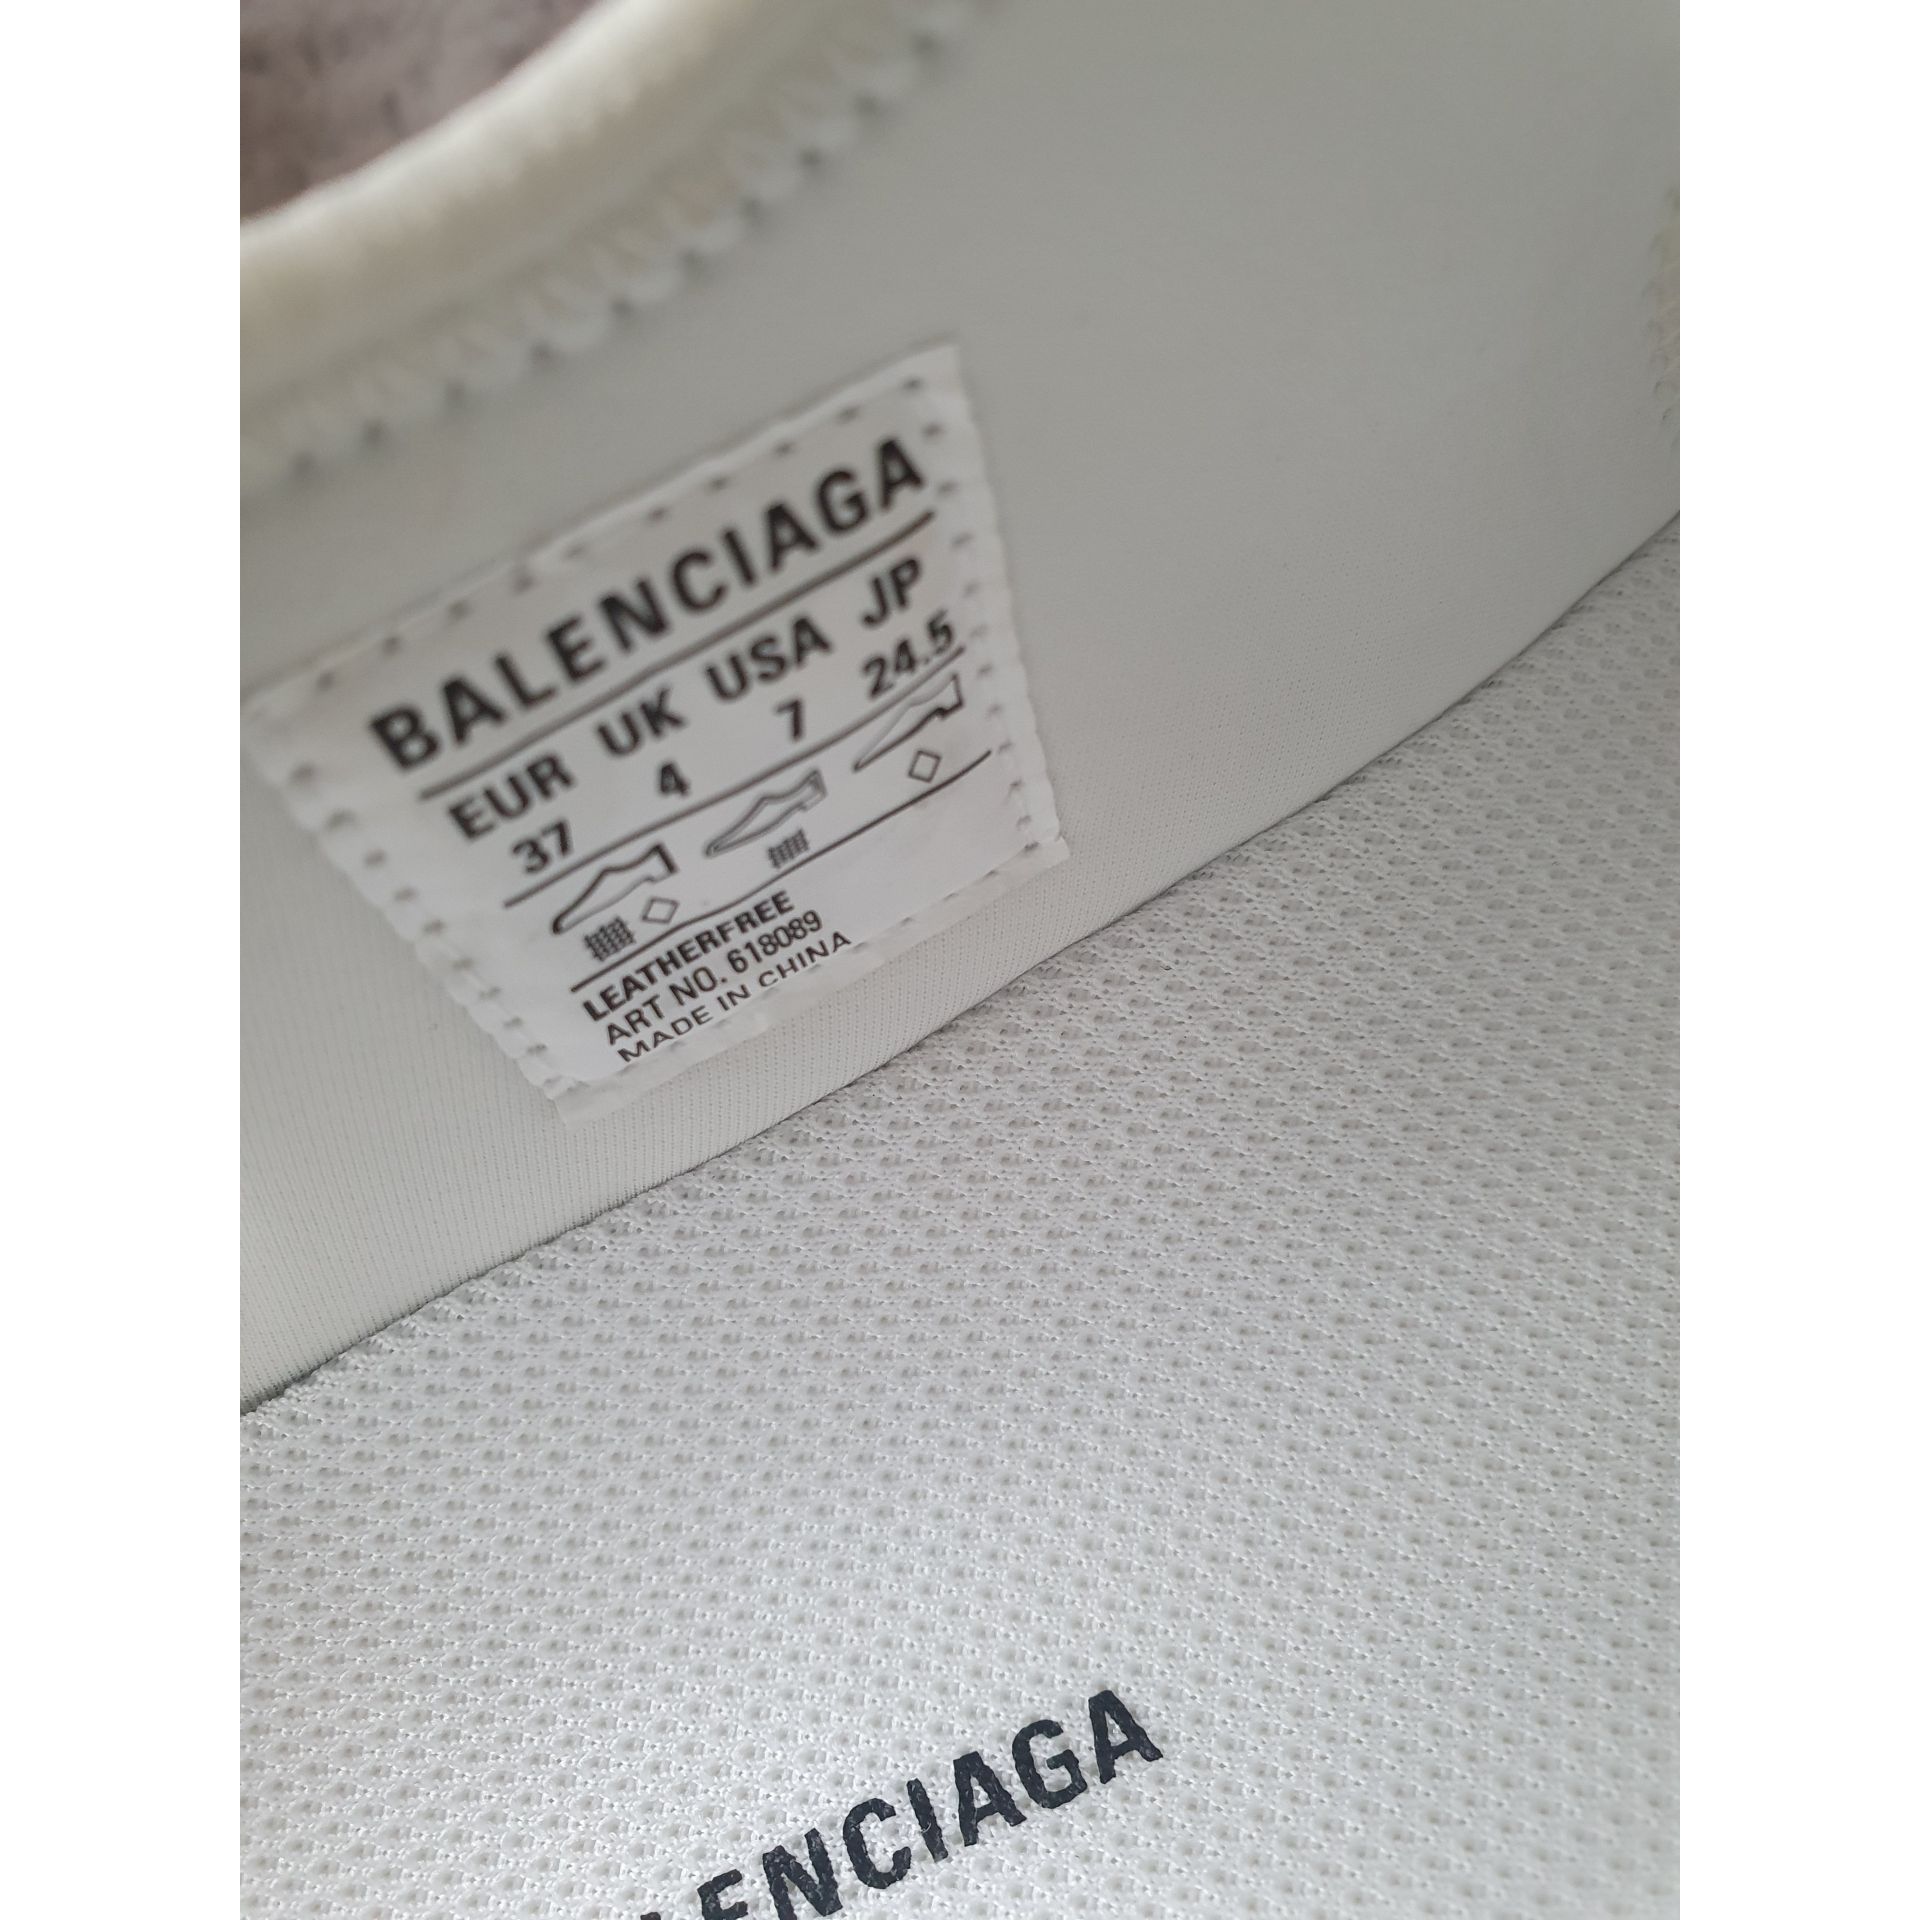 BALENCIAGA
EUR UK USA JP
37 4 7 24.5
LEATHERFREE
ART NO. 618089
MADE IN CHINA
LENCIAGA